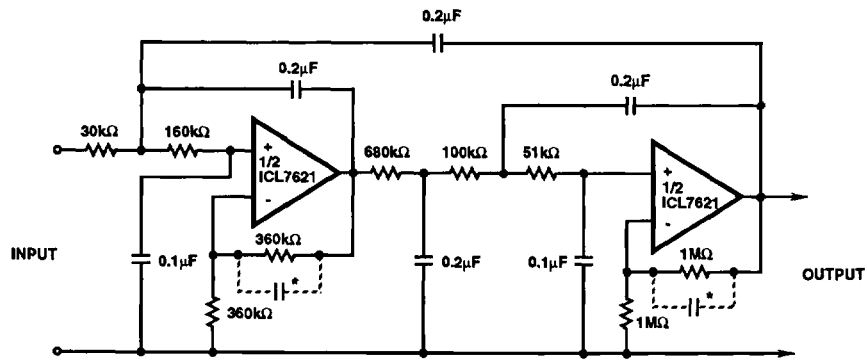 0.2µF
0.2µF
0.2µF
30kΩ
160kΩ
+
1/2
ICL7621
-
680kΩ
100kΩ
51kΩ
+
1/2
ICL7621
-
INPUT
0.1µF
360kΩ
*
0.2µF
0.1µF
1MΩ
*
OUTPUT
360kΩ
1MΩ